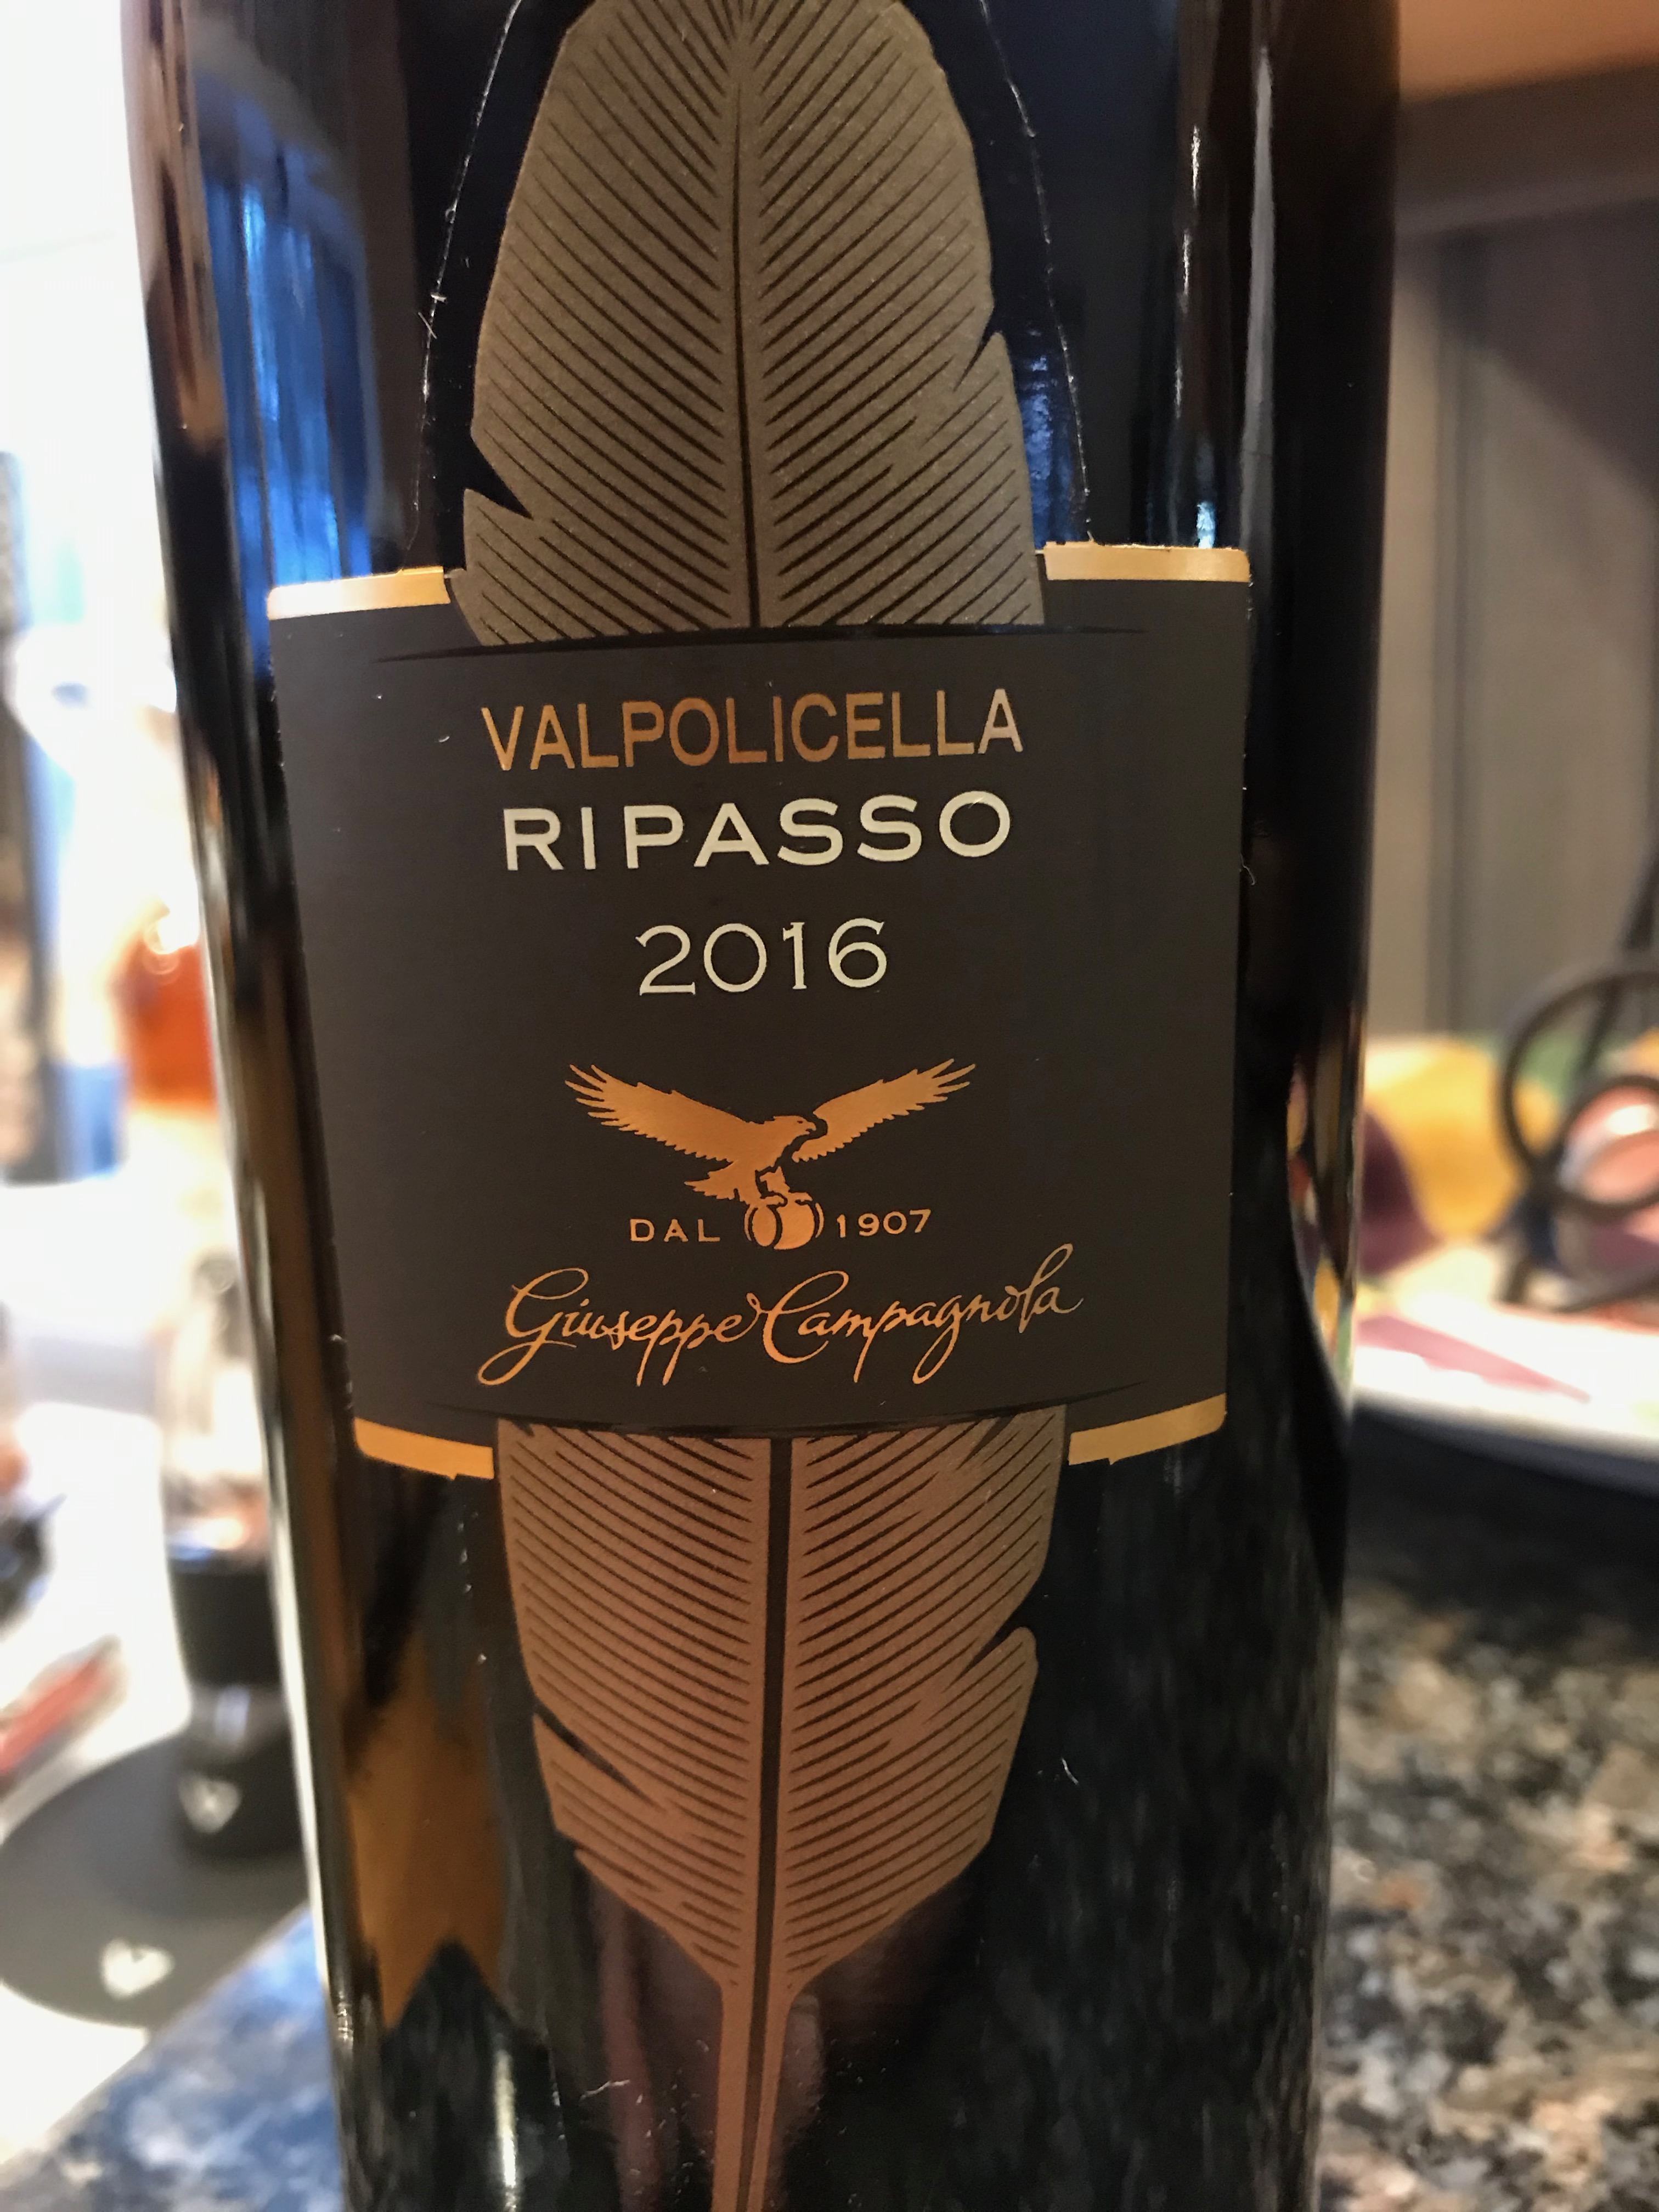 VALPOLICELLA
RIPASSO
2016
DAL 1907
Giuseppe Campagnola